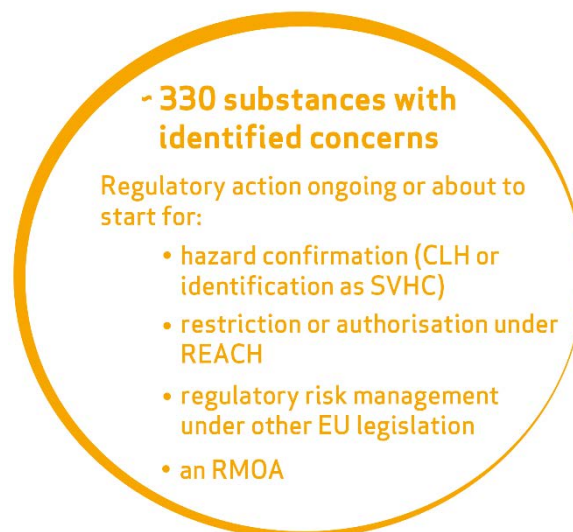 ~ 330 substances with
identified concerns
Regulatory action ongoing or about to
start for:
• hazard confirmation (CLH or
identification as SVHC)
• restriction or authorisation under
REACH
• regulatory risk management
under other EU legislation
• an RMOA